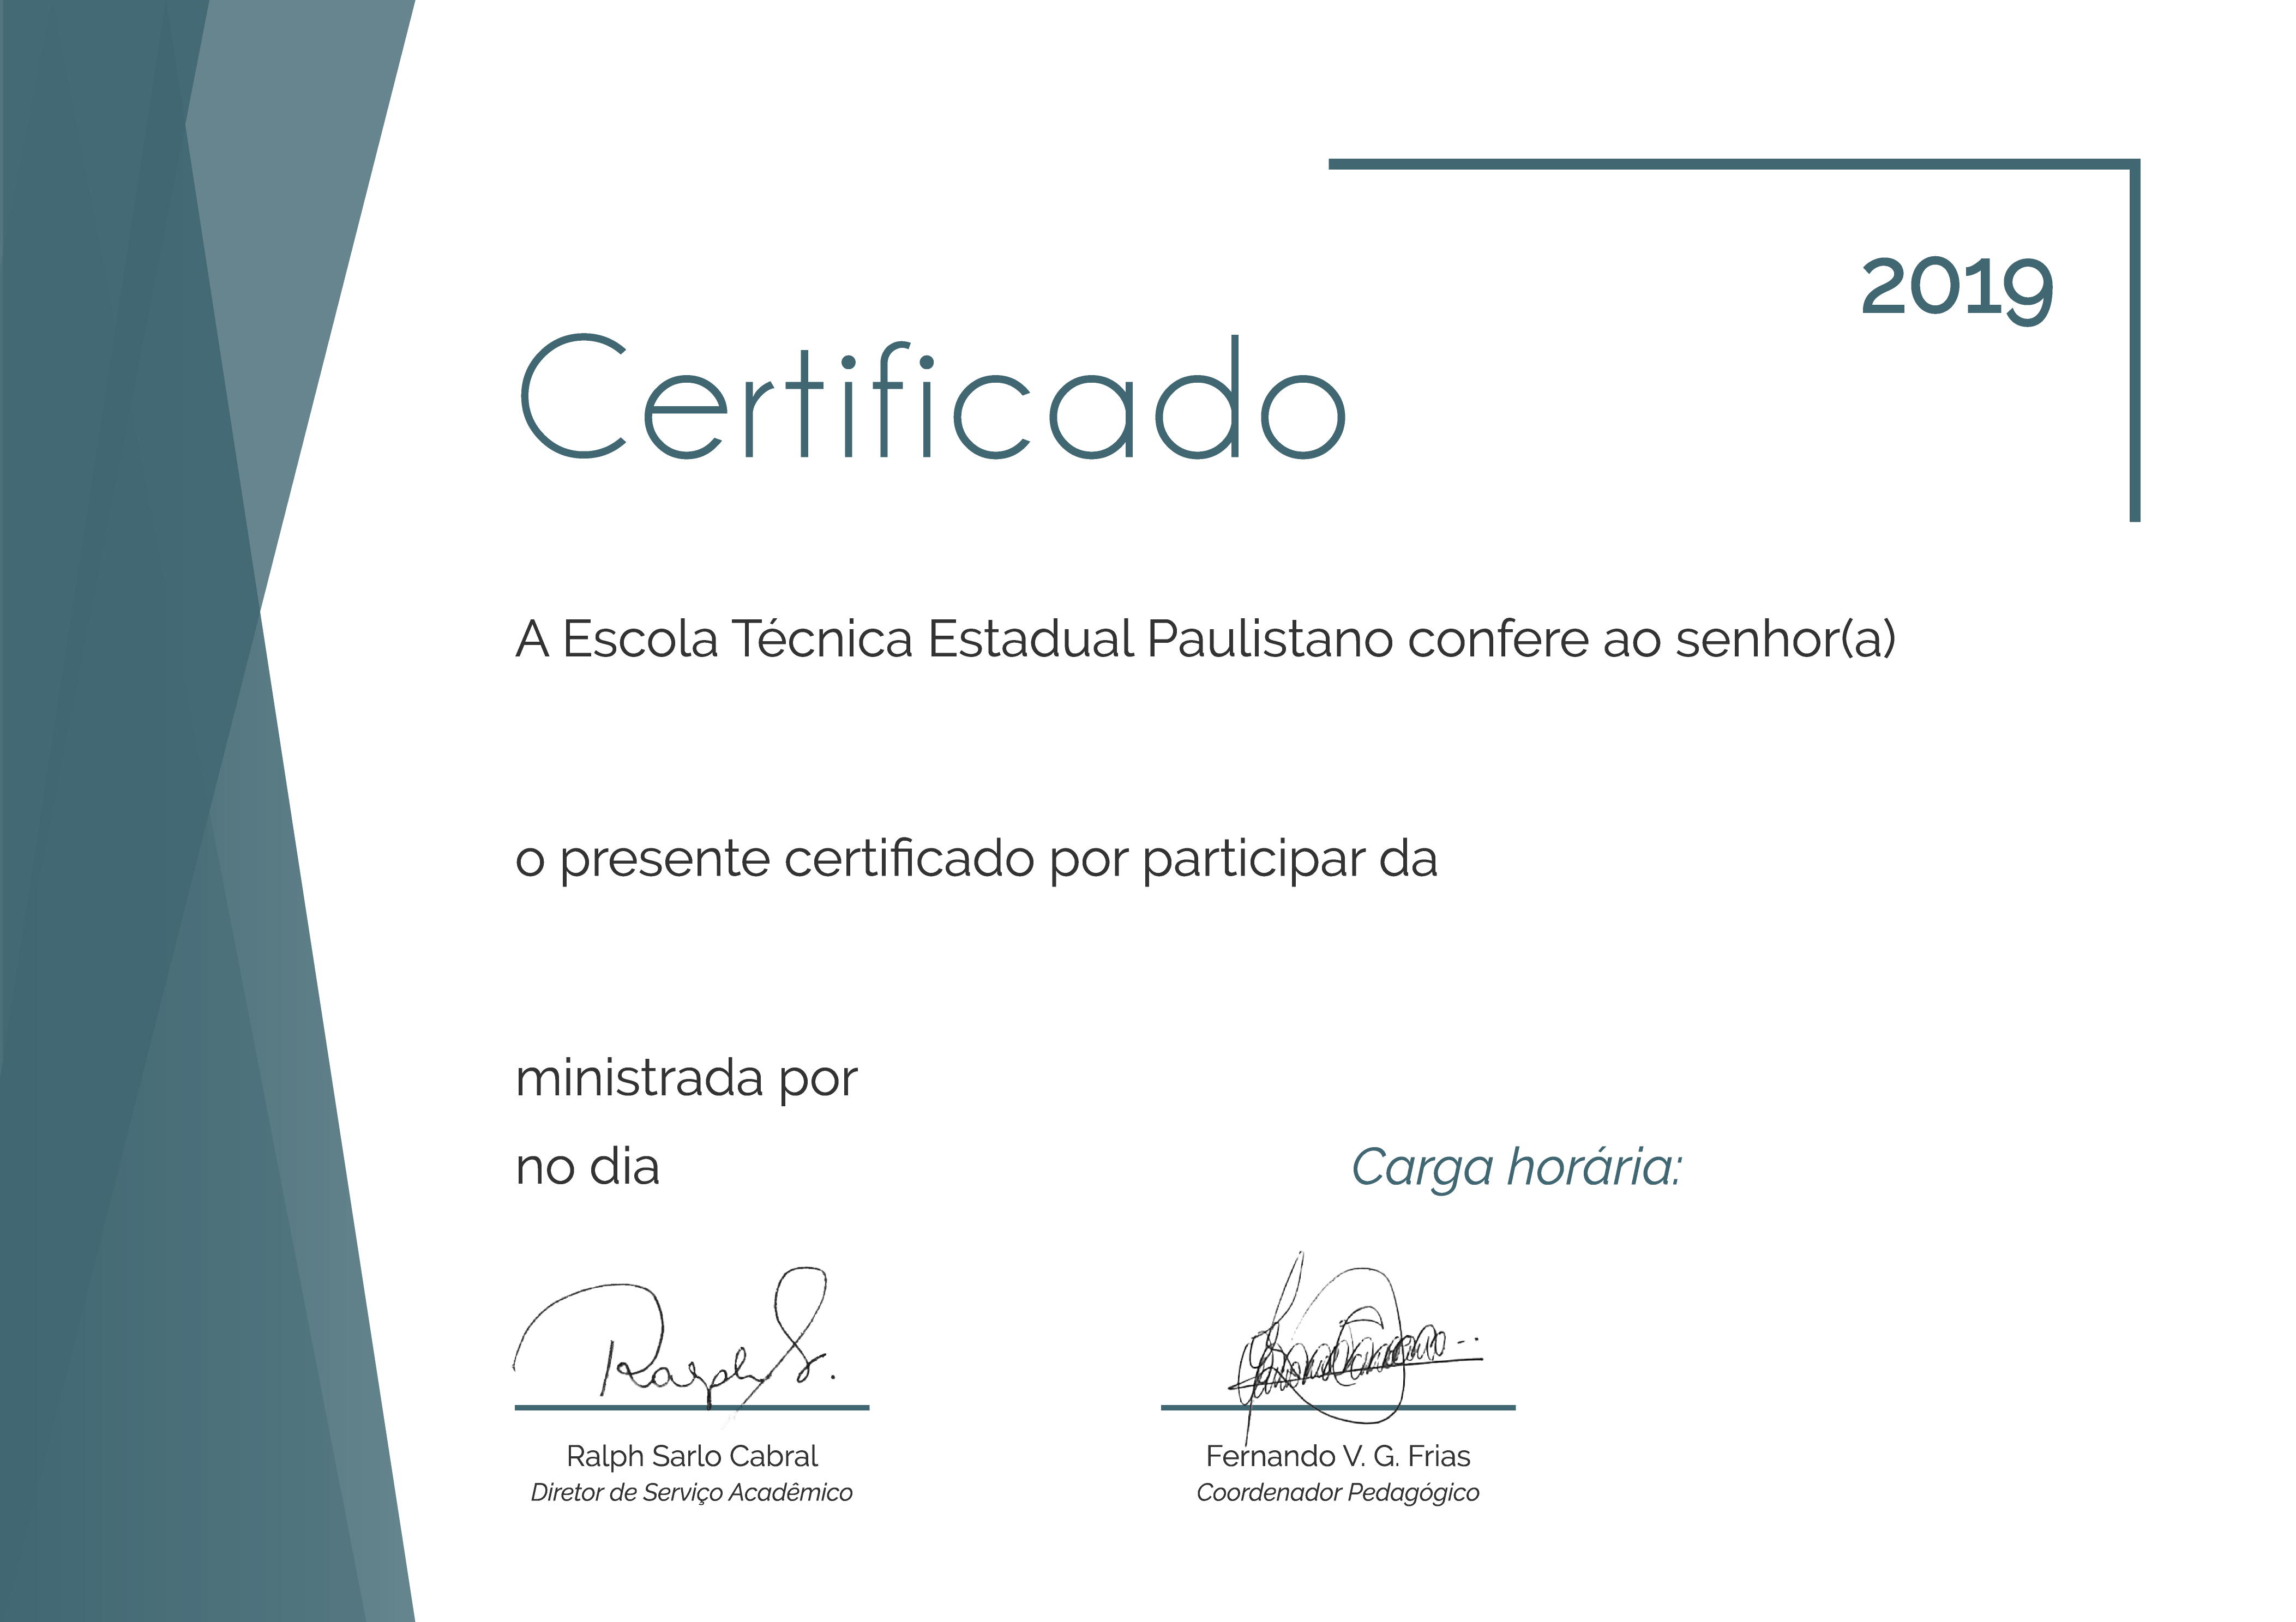 2019
Certificado
A Escola Técnica Estadual Paulistano confere ao senhor(a)
o presente certificado por participar da
ministrada por
no dia
Carga horária:
Ralph S.
Ralph Sarlo Cabral
Diretor de Serviço Acadêmico
Fernando V. G. Frias
Coordenador Pedagógico